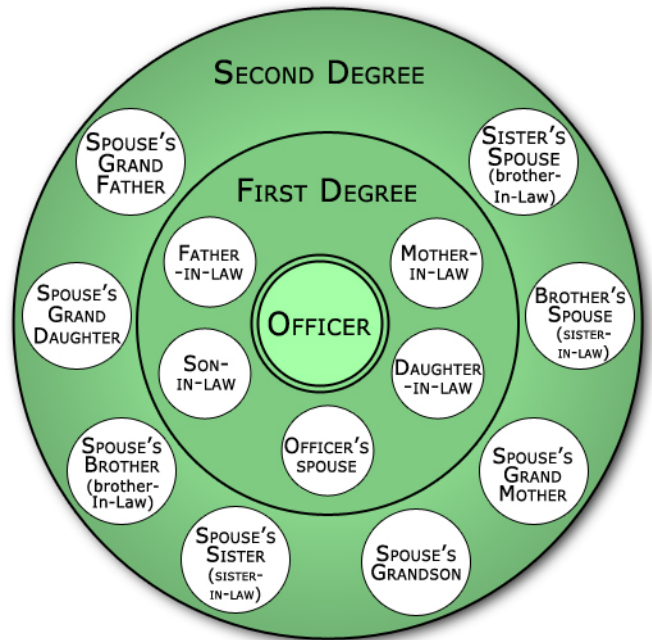 Second Degree
Spouse's
Grand
Father
Sister's
Spouse
(brother-
In-Law)
First Degree
Father
-in-law
Mother-
in-law
Spouse's
Grand
Daughter
Officer
Brother's
Spouse
(sister-
in-law)
Son-
in-law
Daughter
-in-law
Officer's
spouse
Spouse's
Brother
(brother-
In-Law)
Spouse's
Grand
Mother
Spouse's
Sister
(sister-
in-law)
Spouse's
Grandson